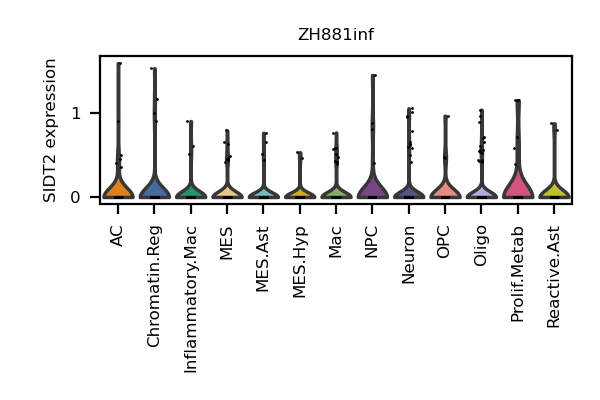 ZH881inf
SIDT2 expression
1
0
AC
Chromatin.Reg
Inflammatory.Mac
MES
MES.Ast
MES.Hyp
Mac
NPC
Neuron
OPC
Oligo
Prolif.Metab
Reactive.Ast